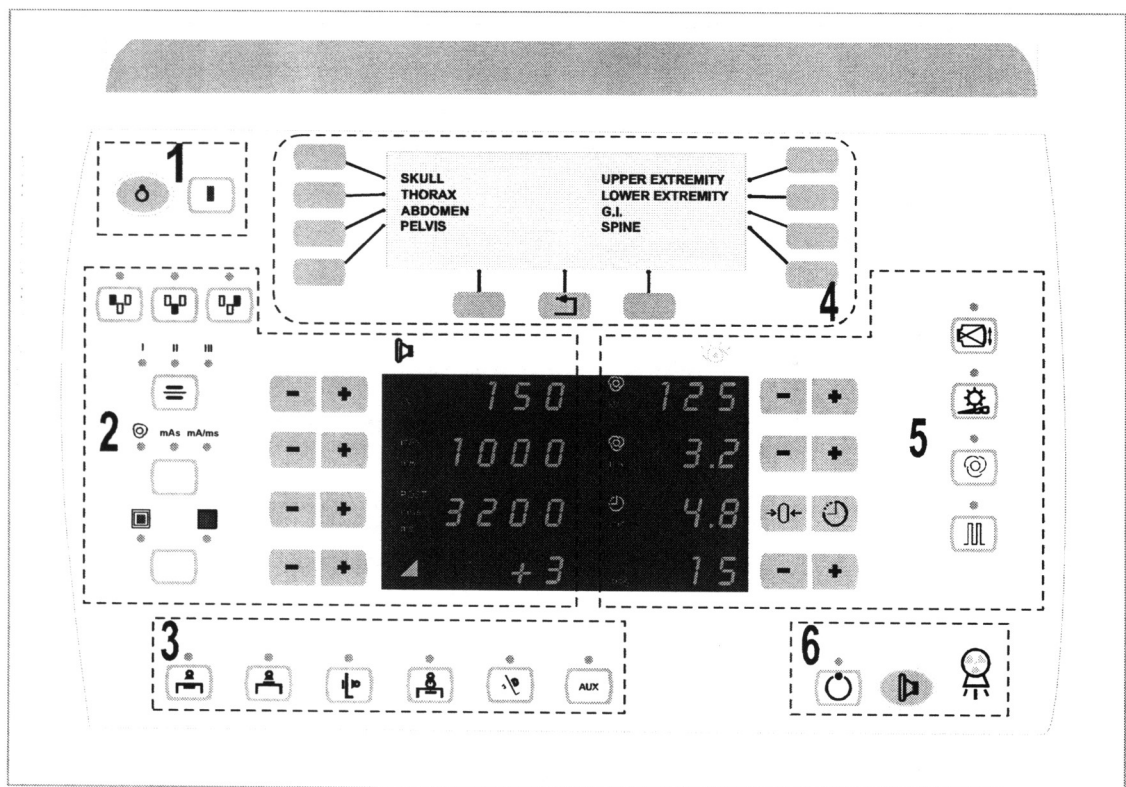 1
SKULL UPPER EXTREMITY
THORAX LOWER EXTREMITY
ABDOMEN G.I.
PELVIS SPINE
4
I II III
2
mAs mA/ms
150 125
1000 3.2
3200 4.8
+3 15
- + - +
- + - +
- + →0←
- + - +
5
3
AUX
6